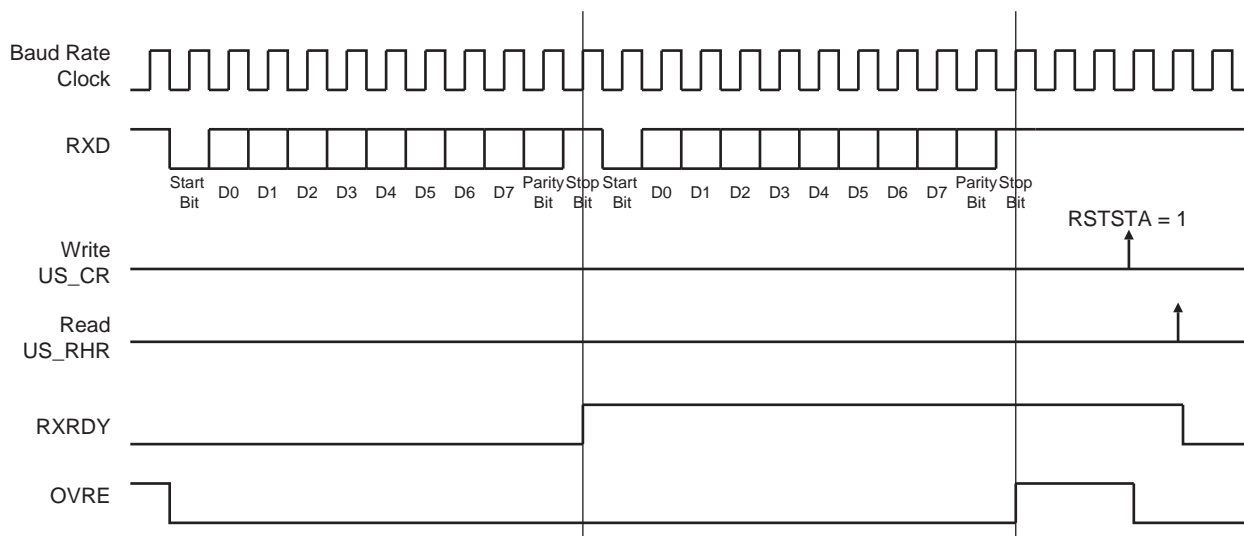 Baud Rate
Clock
RXD
Start
Bit D0 D1 D2 D3 D4 D5 D6 D7 Parity
Bit Stop
Bit Start
Bit D0 D1 D2 D3 D4 D5 D6 D7 Parity
Bit Stop
Bit
RSTSTA = 1
Write
US_CR
Read
US_RHR
RXRDY
OVRE